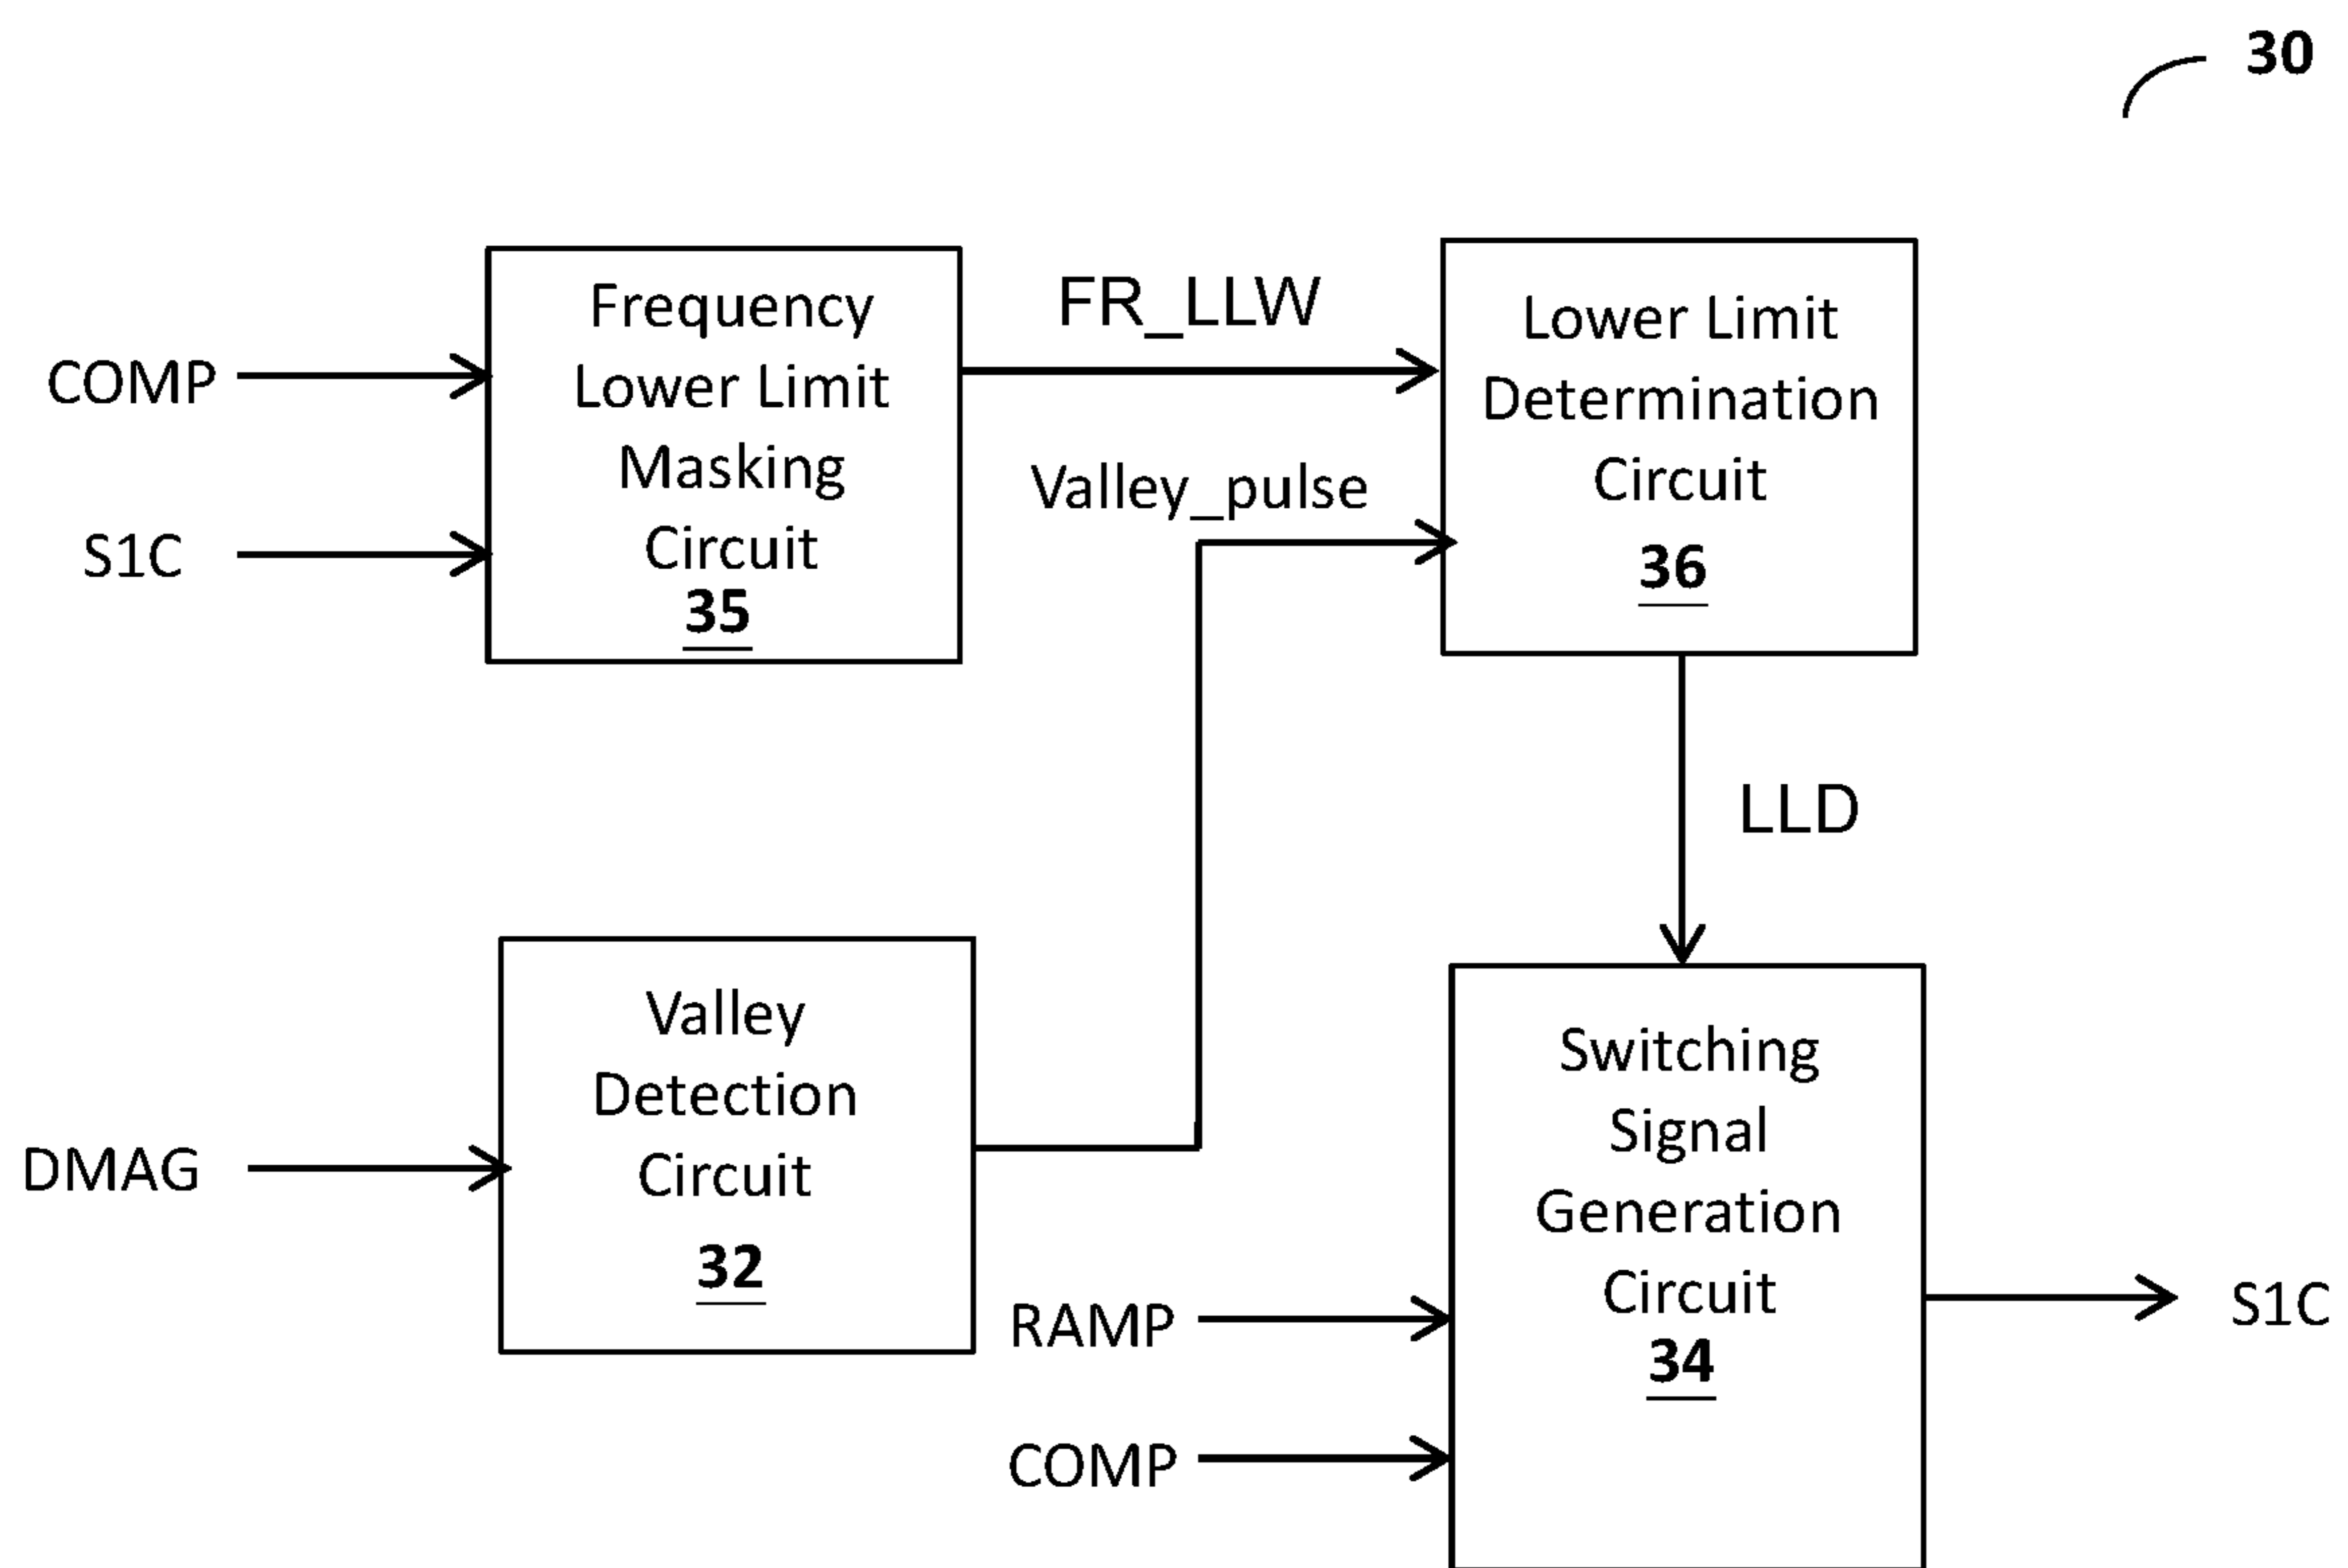 30
COMP
S1C
Frequency
Lower Limit
Masking
Circuit
35
FR_LLW
Valley_pulse
Lower Limit
Determination
Circuit
36
LLD
DMAG
Valley
Detection
Circuit
32
RAMP
COMP
Switching
Signal
Generation
Circuit
34
S1C